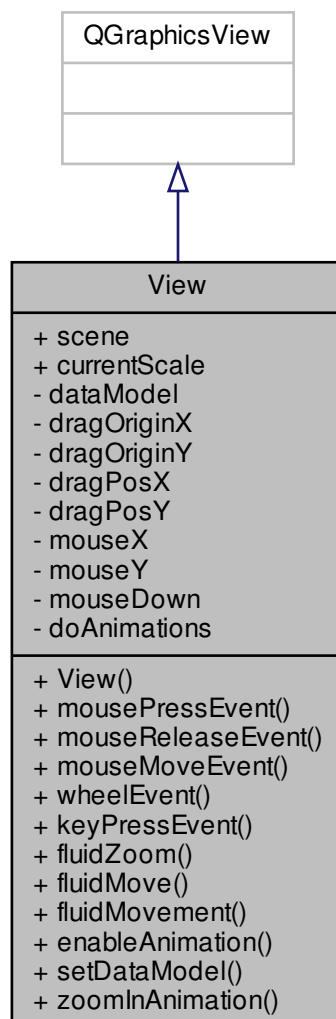 QGraphicsView
View
+ scene
+ currentScale
- dataModel
- dragOriginX
- dragOriginY
- dragPosX
- dragPosY
- mouseX
- mouseY
- mouseDown
- doAnimations
+ View()
+ mousePressEvent()
+ mouseReleaseEvent()
+ mouseMoveEvent()
+ wheelEvent()
+ keyPressEvent()
+ fluidZoom()
+ fluidMove()
+ fluidMovement()
+ enableAnimation()
+ setDataModel()
+ zoomInAnimation()